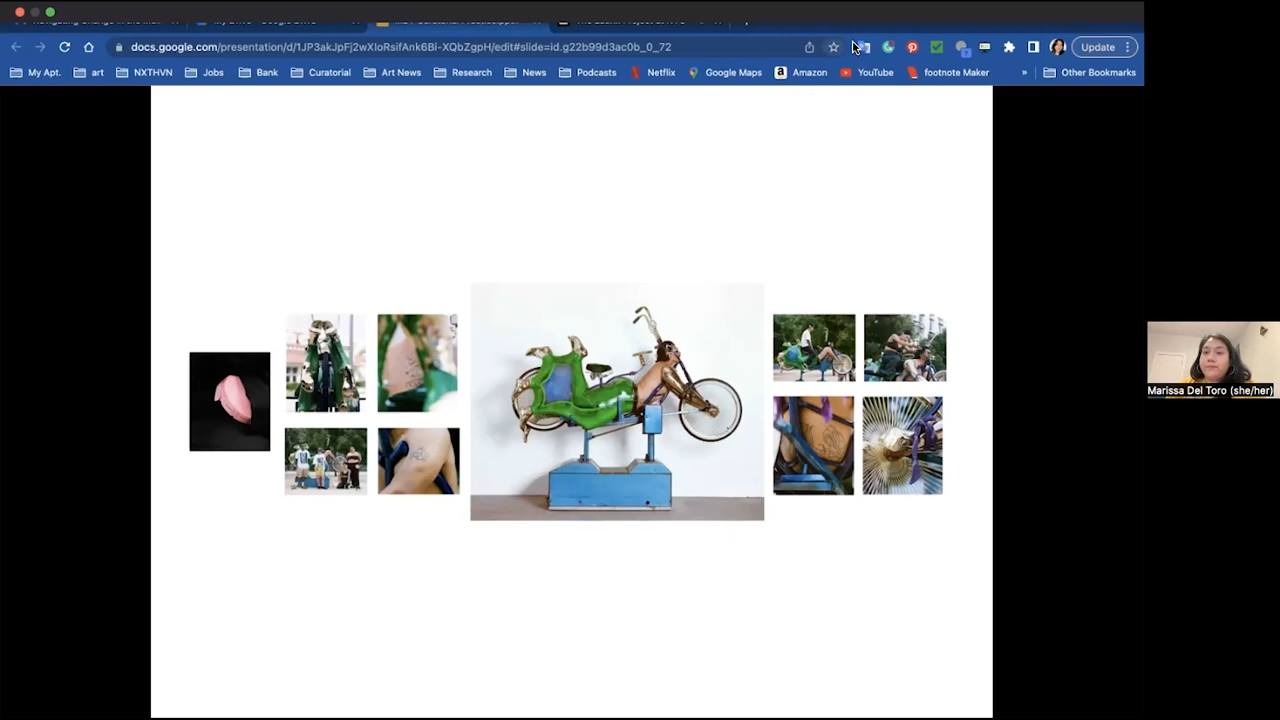 docs.google.com/presentation/d/1JP3akJpFj2wXIoRsifAnk6Bi-XQbZgpH/edit#slide=id.g22b99d3ac0b_0_72
Update
My Apt.
art
NXTHVN
Jobs
Bank
Curatorial
Art News
Research
News
Podcasts
Netflix
Google Maps
Amazon
YouTube
footnote Maker
»
Other Bookmarks
Marissa Del Toro (she/her)